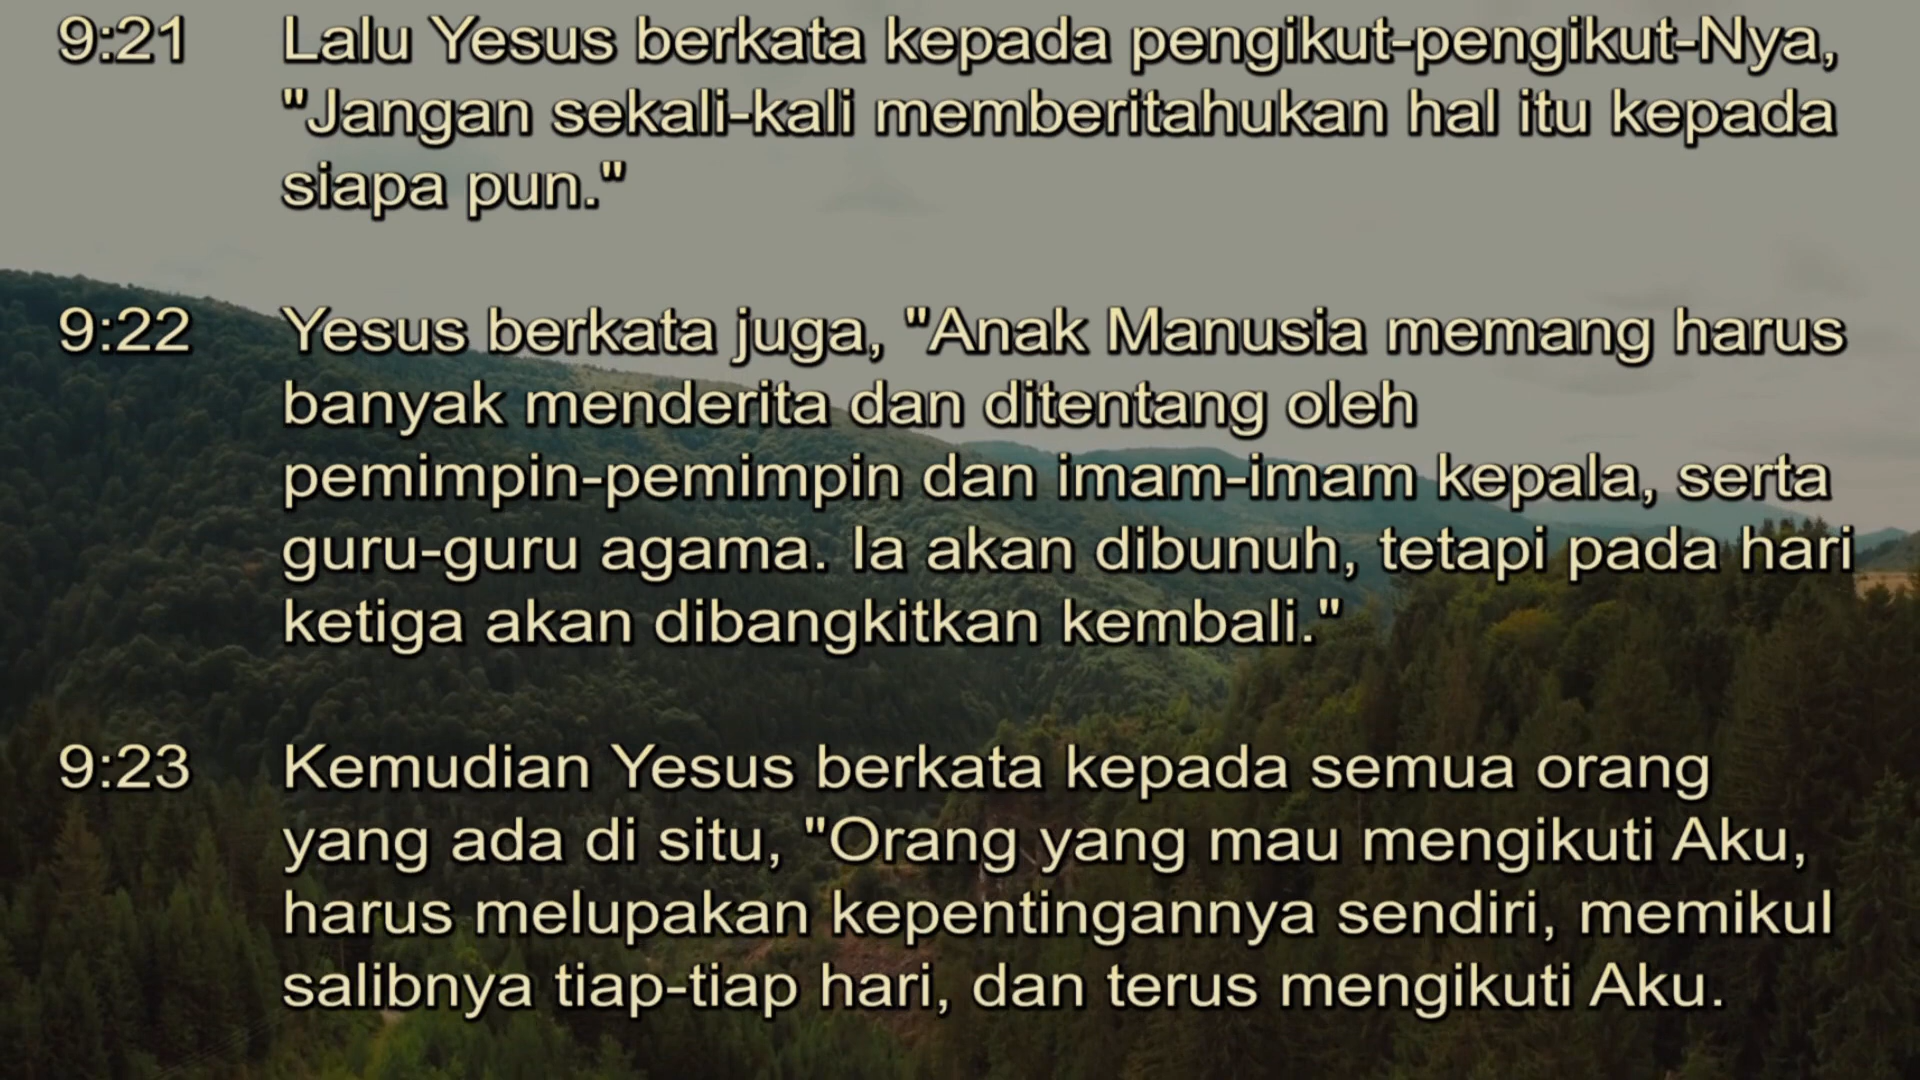 9:21 Lalu Yesus berkata kepada pengikut-pengikut-Nya,
"Jangan sekali-kali memberitahukan hal itu kepada
siapa pun."
9:22 Yesus berkata juga, "Anak Manusia memang harus
banyak menderita dan ditentang oleh
pemimpin-pemimpin dan imam-imam kepala, serta
guru-guru agama. Ia akan dibunuh, tetapi pada hari
ketiga akan dibangkitkan kembali."
9:23 Kemudian Yesus berkata kepada semua orang
yang ada di situ, "Orang yang mau mengikuti Aku,
harus melupakan kepentingannya sendiri, memikul
salibnya tiap-tiap hari, dan terus mengikuti Aku.